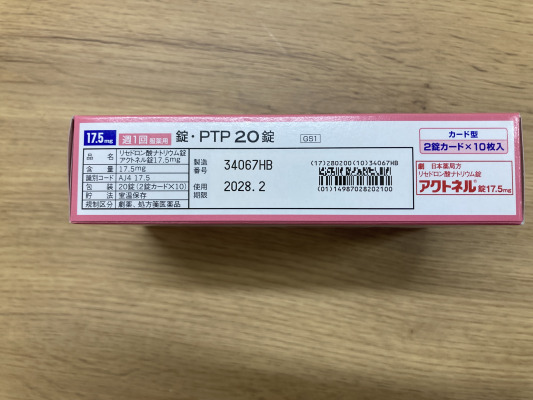 17.5mg 週1回 服薬用 錠・PTP 20錠 GS1
品名 リセドロン酸ナトリウム錠
アクトネル錠17.5mg
含量 17.5mg
識別コード AJ4 17.5
包装 20錠(2錠カード×10)
貯法 室温保存
規制区分 劇薬、処方箋医薬品
製造番号 34067HB
使用期限 2028.2
(17)280200(10)34067HB
(01)14987028202100
カード型
2錠カード×10枚入
劇 日本薬局方
リセドロン酸ナトリウム錠
アクトネル錠17.5mg